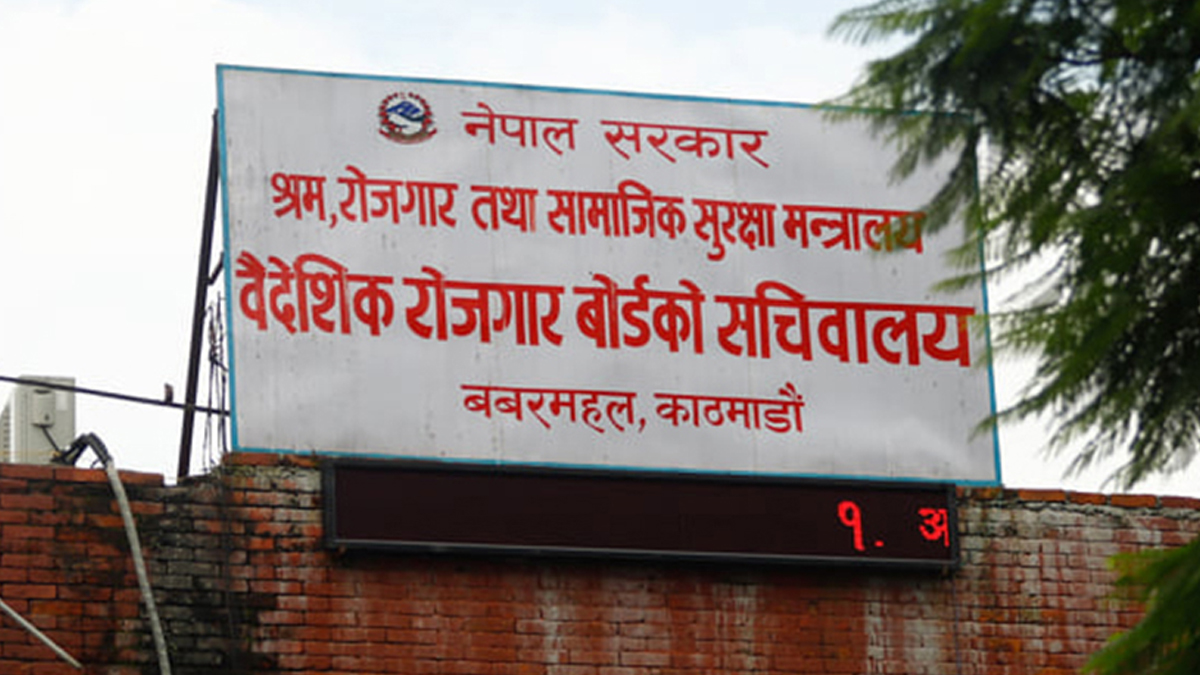 नेपाल सरकार
श्रम, रोजगार तथा सामाजिक सुरक्षा मन्त्रालय
वैदेशिक रोजगार बोर्डको सचिवालय
बबरमहल, काठमाडौं
१. अ